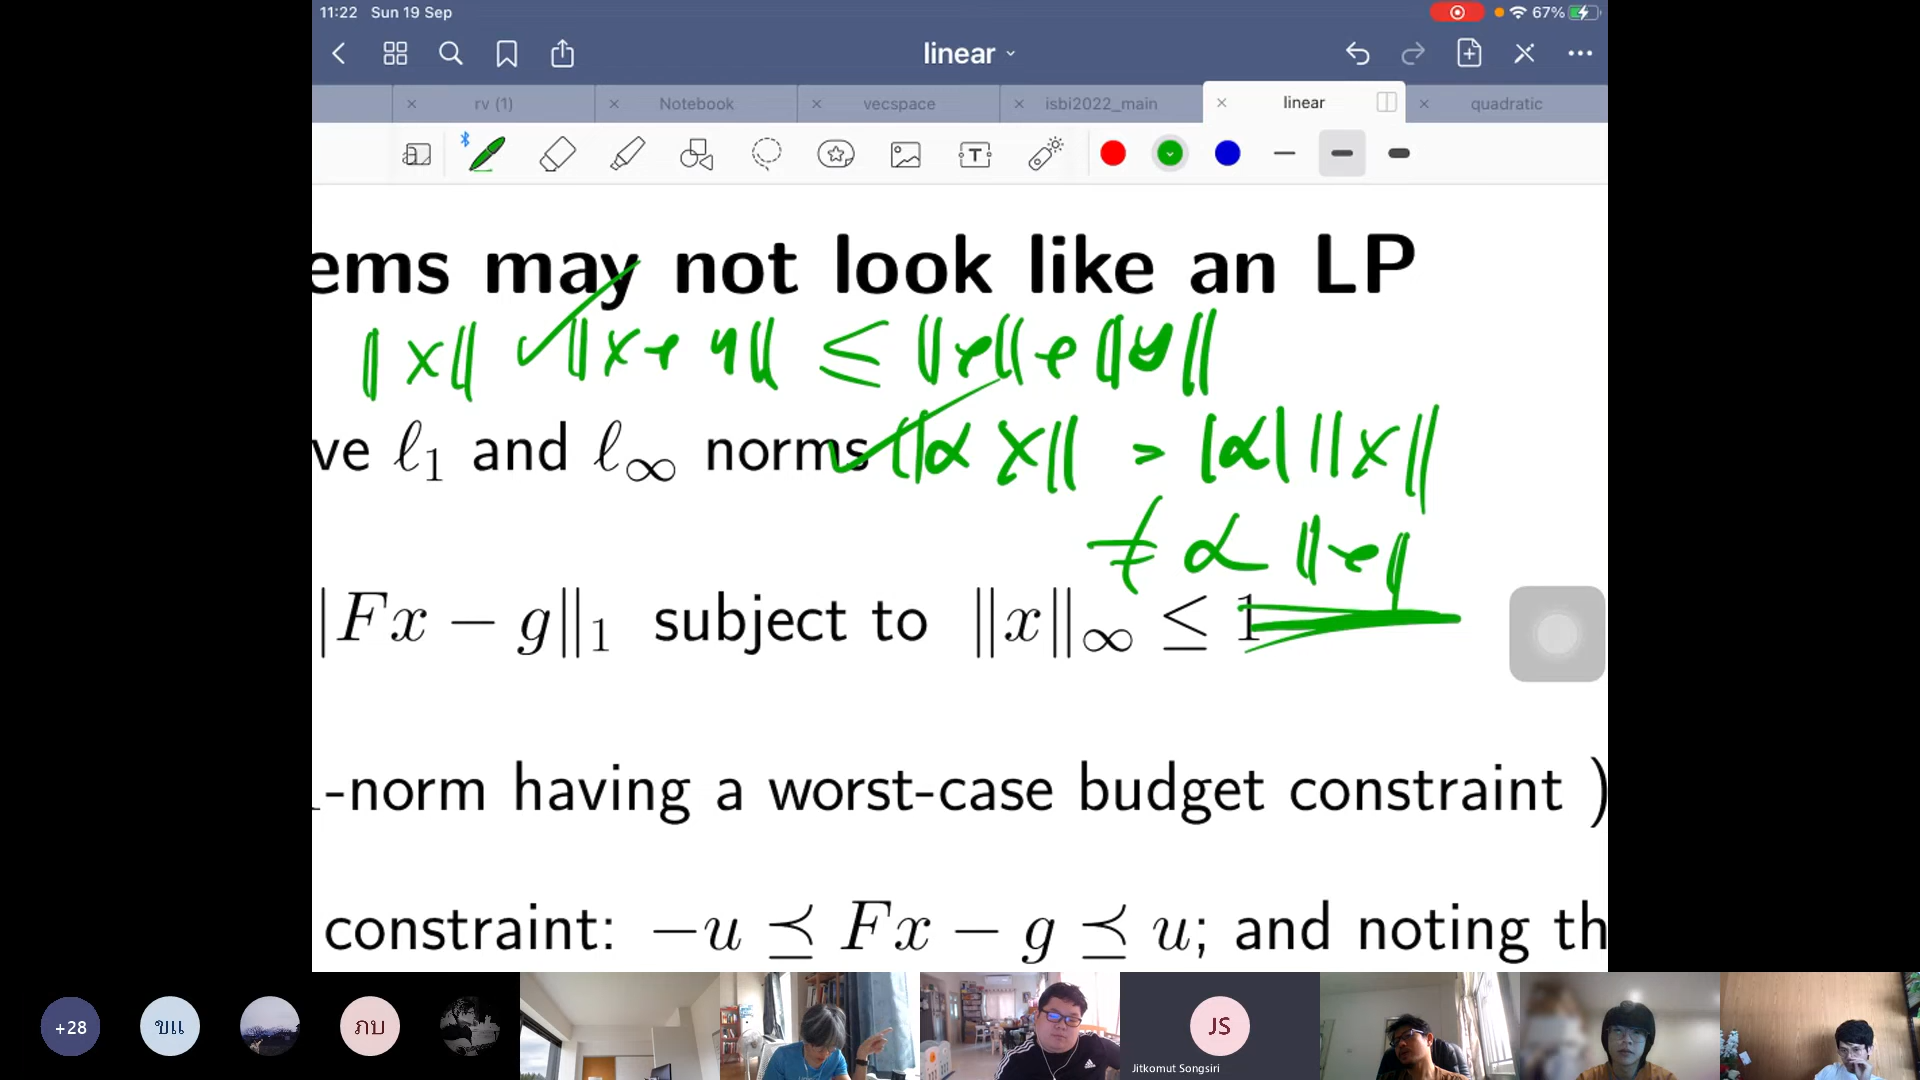 11:22 Sun 19 Sep
67%
linear
rv (1)
Notebook
vecspace
isbi2022_main
linear
quadratic
ems may not look like an LP
‖x‖ ‖x + y‖ ≤ ‖x‖ + ‖y‖
ve ℓ₁ and ℓ∞ norms ‖αx‖ = |α| ‖x‖
≠ α ‖x‖
|Fx − g‖₁ subject to ‖x‖∞ ≤ 1
-norm having a worst-case budget constraint )
constraint: −u ⪯ Fx − g ⪯ u; and noting th
+28
ขแ
ภบ
JS
Jitkomut Songsiri